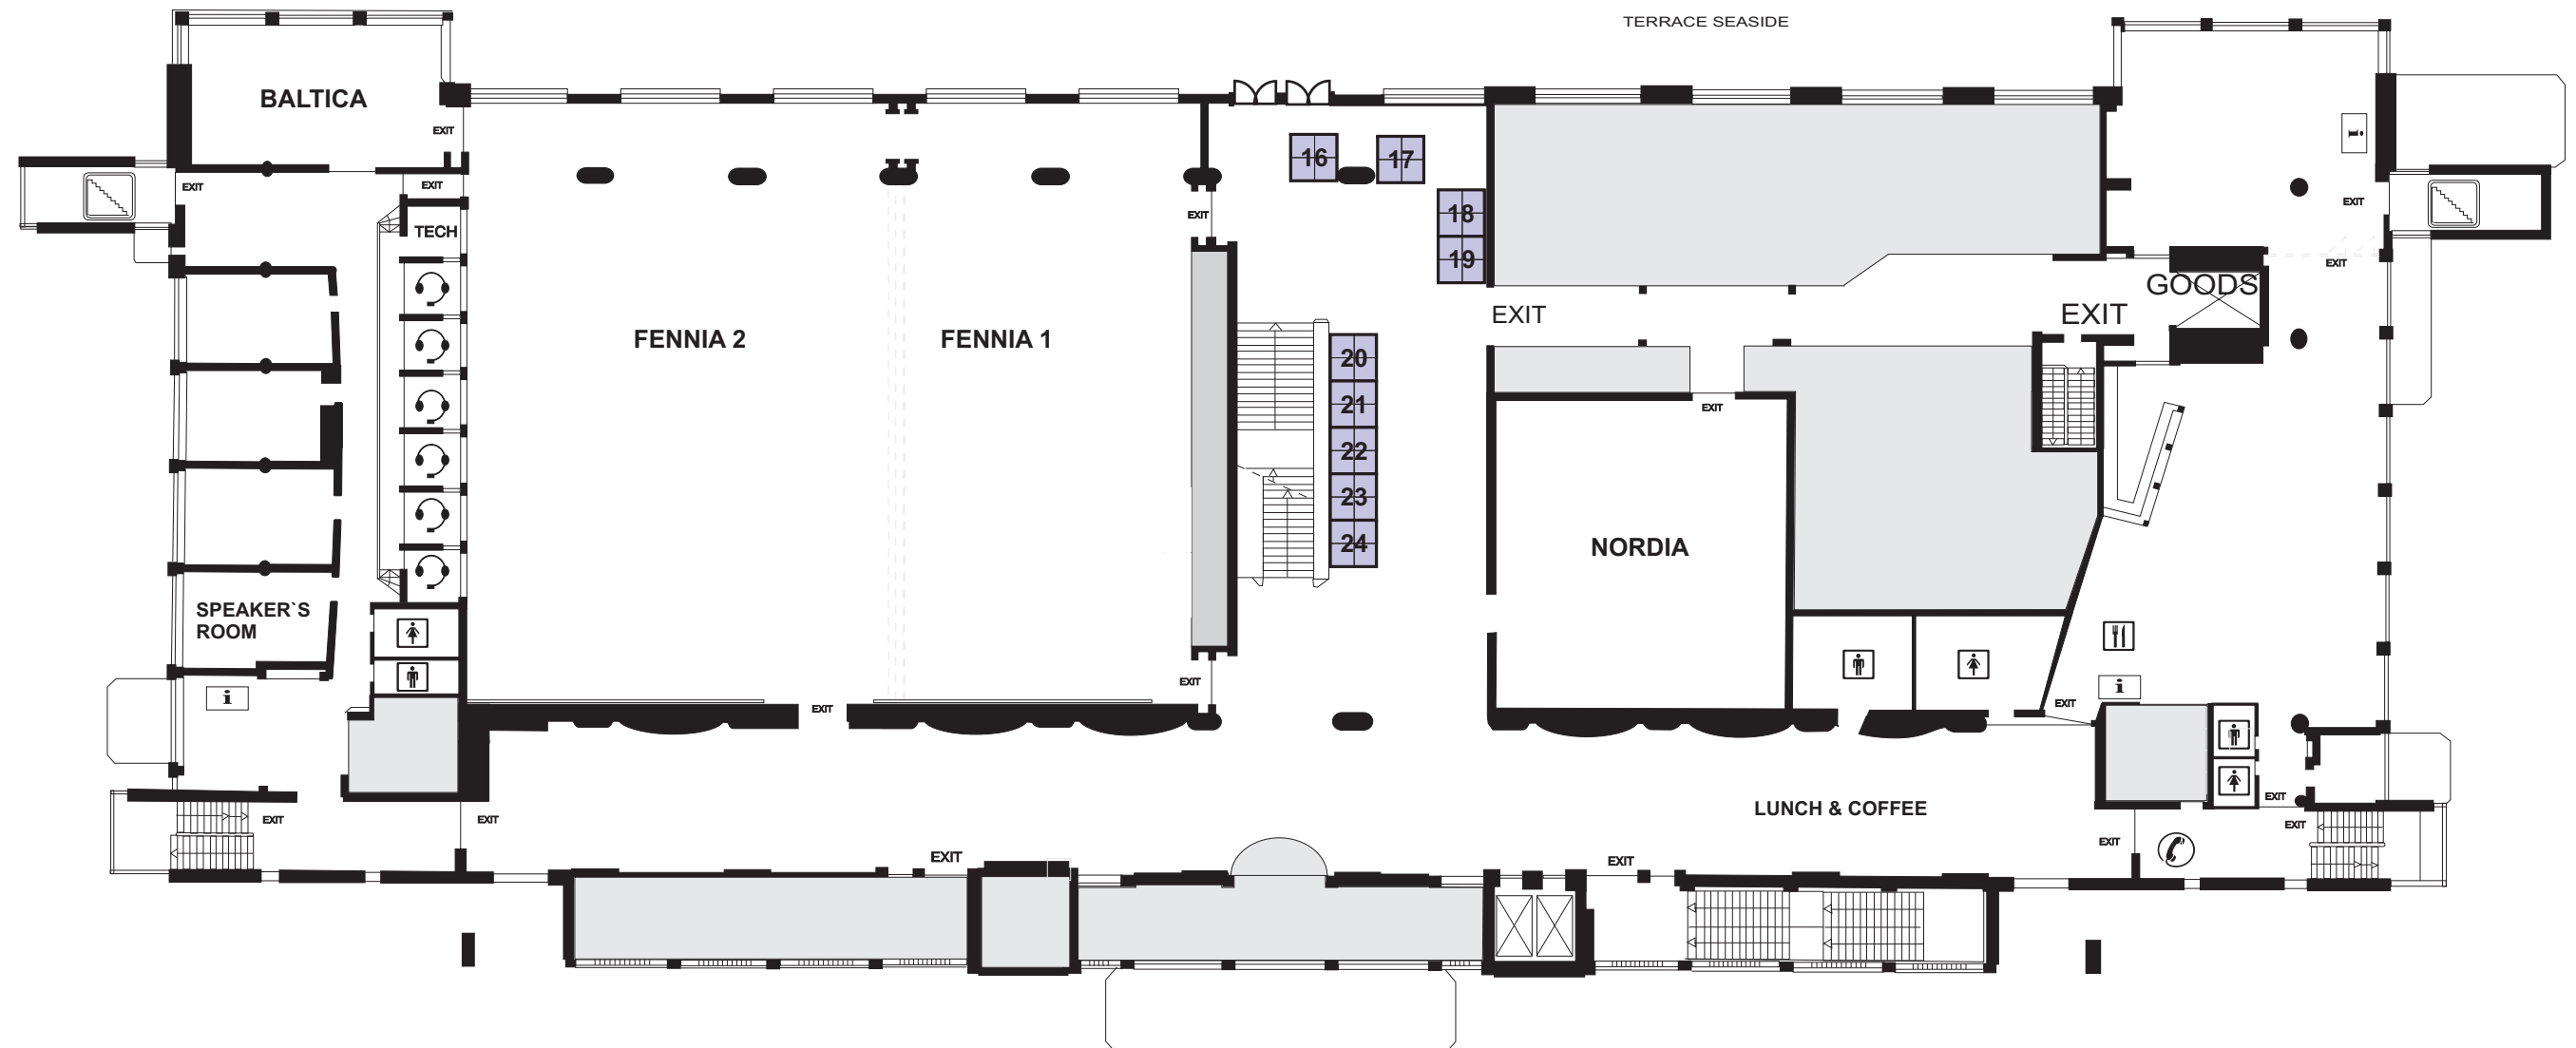 TERRACE SEASIDE
BALTICA
EXIT
EXIT
EXIT
TECH
16
17
18
19
EXIT
i
EXIT
EXIT
GOODS
EXIT
EXIT
FENNIA 2
FENNIA 1
20
21
22
23
24
EXIT
NORDIA
SPEAKER`S
ROOM
i
EXIT
EXIT
i
EXIT
EXIT
EXIT
EXIT
LUNCH & COFFEE
EXIT
EXIT
EXIT
EXIT
EXIT